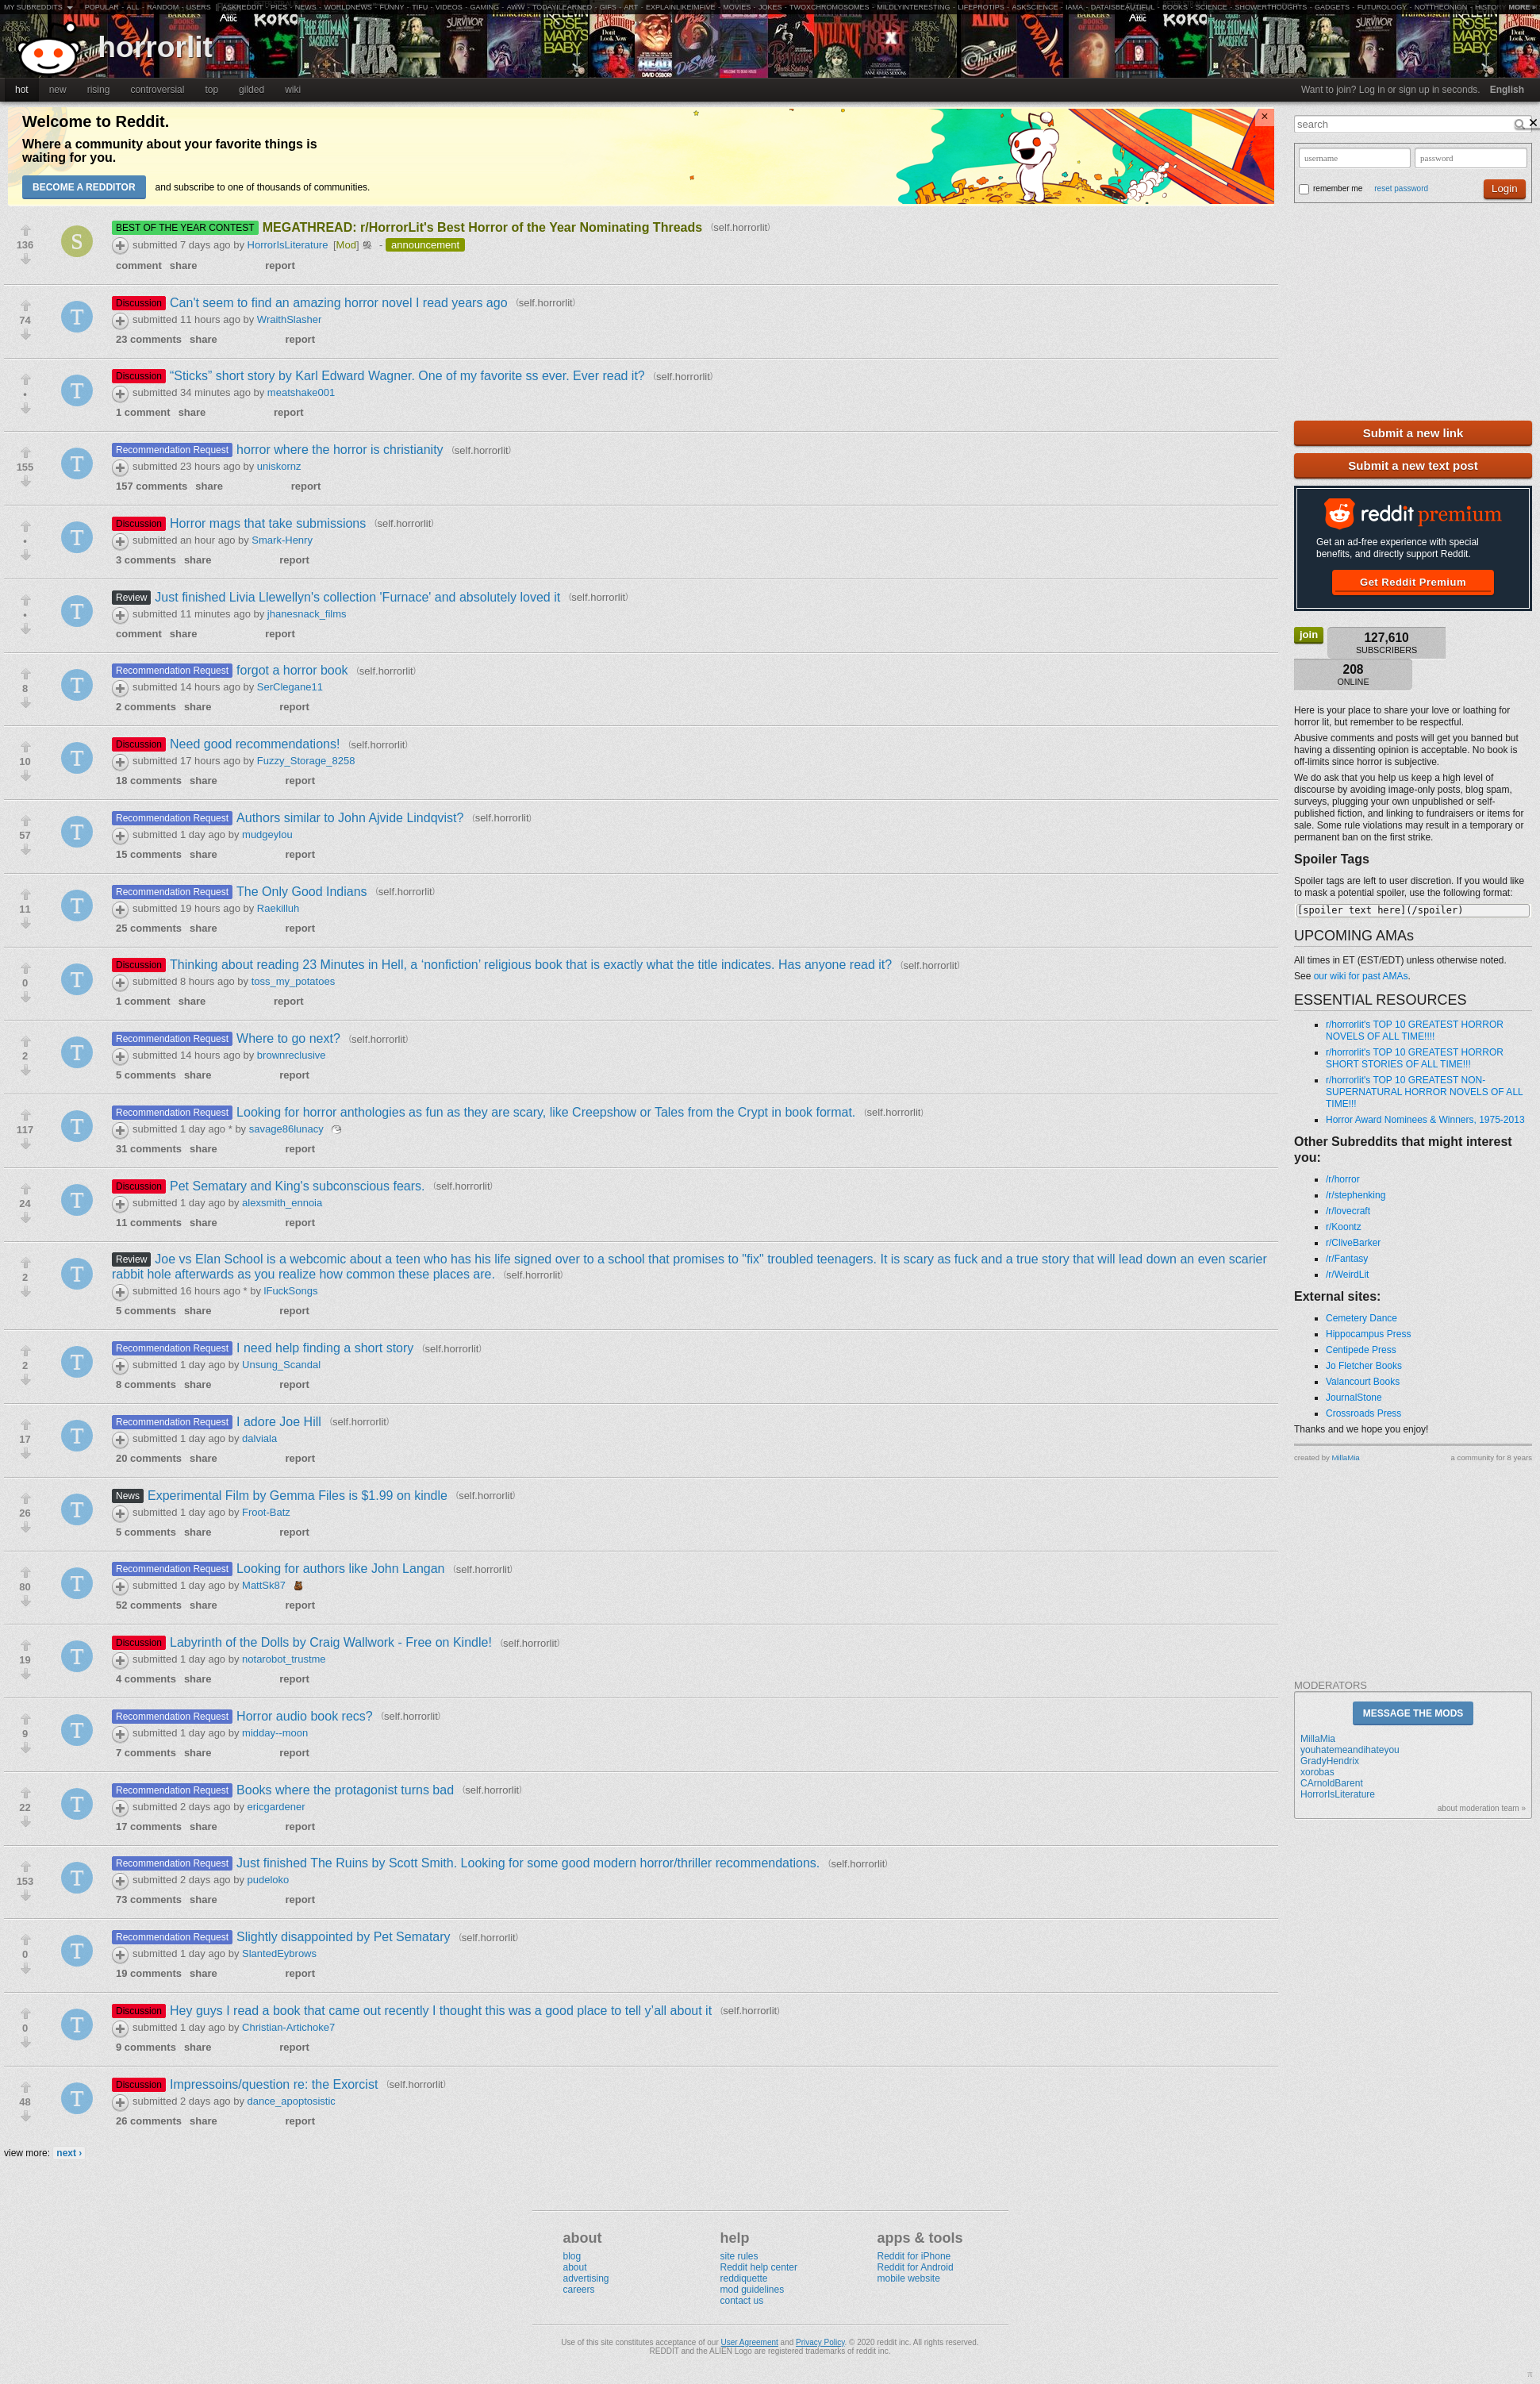 MY SUBREDDITS POPULAR - ALL - RANDOM - USERS | ASKREDDIT - PICS - NEWS - WORLDNEWS - FUNNY - TIFU - VIDEOS - GAMING - AWW - TODAYILEARNED - GIFS - ART - EXPLAINLIKEIMFIVE - MOVIES - JOKES - TWOXCHROMOSOMES - MILDLYINTERESTING - LIFEPROTIPS - ASKSCIENCE - IAMA - DATAISBEAUTIFUL - BOOKS - SCIENCE - SHOWERTHOUGHTS - GADGETS - FUTUROLOGY - NOTTHEONION - HISTORY MORE »
horrorlit
hot new rising controversial top gilded wiki
Want to join? Log in or sign up in seconds. English
Welcome to Reddit.
Where a community about your favorite things is
waiting for you.
BECOME A REDDITOR and subscribe to one of thousands of communities.
×
136
S
BEST OF THE YEAR CONTEST MEGATHREAD: r/HorrorLit's Best Horror of the Year Nominating Threads (self.horrorlit)
submitted 7 days ago by HorrorIsLiterature [Mod] - announcement
comment share report
74
T
Discussion Can't seem to find an amazing horror novel I read years ago (self.horrorlit)
submitted 11 hours ago by WraithSlasher
23 comments share report
•
T
Discussion “Sticks” short story by Karl Edward Wagner. One of my favorite ss ever. Ever read it? (self.horrorlit)
submitted 34 minutes ago by meatshake001
1 comment share report
155
T
Recommendation Request horror where the horror is christianity (self.horrorlit)
submitted 23 hours ago by uniskornz
157 comments share report
•
T
Discussion Horror mags that take submissions (self.horrorlit)
submitted an hour ago by Smark-Henry
3 comments share report
•
T
Review Just finished Livia Llewellyn's collection 'Furnace' and absolutely loved it (self.horrorlit)
submitted 11 minutes ago by jhanesnack_films
comment share report
8
T
Recommendation Request forgot a horror book (self.horrorlit)
submitted 14 hours ago by SerClegane11
2 comments share report
10
T
Discussion Need good recommendations! (self.horrorlit)
submitted 17 hours ago by Fuzzy_Storage_8258
18 comments share report
57
T
Recommendation Request Authors similar to John Ajvide Lindqvist? (self.horrorlit)
submitted 1 day ago by mudgeylou
15 comments share report
11
T
Recommendation Request The Only Good Indians (self.horrorlit)
submitted 19 hours ago by Raekilluh
25 comments share report
0
T
Discussion Thinking about reading 23 Minutes in Hell, a ‘nonfiction’ religious book that is exactly what the title indicates. Has anyone read it? (self.horrorlit)
submitted 8 hours ago by toss_my_potatoes
1 comment share report
2
T
Recommendation Request Where to go next? (self.horrorlit)
submitted 14 hours ago by brownreclusive
5 comments share report
117
T
Recommendation Request Looking for horror anthologies as fun as they are scary, like Creepshow or Tales from the Crypt in book format. (self.horrorlit)
submitted 1 day ago * by savage86lunacy
31 comments share report
24
T
Discussion Pet Sematary and King's subconscious fears. (self.horrorlit)
submitted 1 day ago by alexsmith_ennoia
11 comments share report
2
T
Review Joe vs Elan School is a webcomic about a teen who has his life signed over to a school that promises to "fix" troubled teenagers. It is scary as fuck and a true story that will lead down an even scarier
rabbit hole afterwards as you realize how common these places are. (self.horrorlit)
submitted 16 hours ago * by IFuckSongs
5 comments share report
2
T
Recommendation Request I need help finding a short story (self.horrorlit)
submitted 1 day ago by Unsung_Scandal
8 comments share report
17
T
Recommendation Request I adore Joe Hill (self.horrorlit)
submitted 1 day ago by dalviala
20 comments share report
26
T
News Experimental Film by Gemma Files is $1.99 on kindle (self.horrorlit)
submitted 1 day ago by Froot-Batz
5 comments share report
80
T
Recommendation Request Looking for authors like John Langan (self.horrorlit)
submitted 1 day ago by MattSk87
52 comments share report
19
T
Discussion Labyrinth of the Dolls by Craig Wallwork - Free on Kindle! (self.horrorlit)
submitted 1 day ago by notarobot_trustme
4 comments share report
9
T
Recommendation Request Horror audio book recs? (self.horrorlit)
submitted 1 day ago by midday--moon
7 comments share report
22
T
Recommendation Request Books where the protagonist turns bad (self.horrorlit)
submitted 2 days ago by ericgardener
17 comments share report
153
T
Recommendation Request Just finished The Ruins by Scott Smith. Looking for some good modern horror/thriller recommendations. (self.horrorlit)
submitted 2 days ago by pudeloko
73 comments share report
0
T
Recommendation Request Slightly disappointed by Pet Sematary (self.horrorlit)
submitted 1 day ago by SlantedEybrows
19 comments share report
0
T
Discussion Hey guys I read a book that came out recently I thought this was a good place to tell y’all about it (self.horrorlit)
submitted 1 day ago by Christian-Artichoke7
9 comments share report
48
T
Discussion Impressoins/question re: the Exorcist (self.horrorlit)
submitted 2 days ago by dance_apoptosistic
26 comments share report
view more: next ›
search
username password
remember me reset password Login
Submit a new link
Submit a new text post
reddit premium
Get an ad-free experience with special
benefits, and directly support Reddit.
Get Reddit Premium
join 127,610
SUBSCRIBERS
208
ONLINE
Here is your place to share your love or loathing for
horror lit, but remember to be respectful.
Abusive comments and posts will get you banned but
having a dissenting opinion is acceptable. No book is
off-limits since horror is subjective.
We do ask that you help us keep a high level of
discourse by avoiding image-only posts, blog spam,
surveys, plugging your own unpublished or self-
published fiction, and linking to fundraisers or items for
sale. Some rule violations may result in a temporary or
permanent ban on the first strike.
Spoiler Tags
Spoiler tags are left to user discretion. If you would like
to mask a potential spoiler, use the following format:
[spoiler text here](/spoiler)
UPCOMING AMAs
All times in ET (EST/EDT) unless otherwise noted.
See our wiki for past AMAs.
ESSENTIAL RESOURCES
r/horrorlit's TOP 10 GREATEST HORROR
NOVELS OF ALL TIME!!!!
r/horrorlit's TOP 10 GREATEST HORROR
SHORT STORIES OF ALL TIME!!!
r/horrorlit's TOP 10 GREATEST NON-
SUPERNATURAL HORROR NOVELS OF ALL
TIME!!!
Horror Award Nominees & Winners, 1975-2013
Other Subreddits that might interest
you:
/r/horror
/r/stephenking
/r/lovecraft
r/Koontz
r/CliveBarker
/r/Fantasy
/r/WeirdLit
External sites:
Cemetery Dance
Hippocampus Press
Centipede Press
Jo Fletcher Books
Valancourt Books
JournalStone
Crossroads Press
Thanks and we hope you enjoy!
created by MillaMia a community for 8 years
MODERATORS
MESSAGE THE MODS
MillaMia
youhatemeandihateyou
GradyHendrix
xorobas
CArnoldBarent
HorrorIsLiterature
about moderation team »
about
blog
about
advertising
careers
help
site rules
Reddit help center
reddiquette
mod guidelines
contact us
apps & tools
Reddit for iPhone
Reddit for Android
mobile website
Use of this site constitutes acceptance of our User Agreement and Privacy Policy. © 2020 reddit inc. All rights reserved.
REDDIT and the ALIEN Logo are registered trademarks of reddit inc.
π